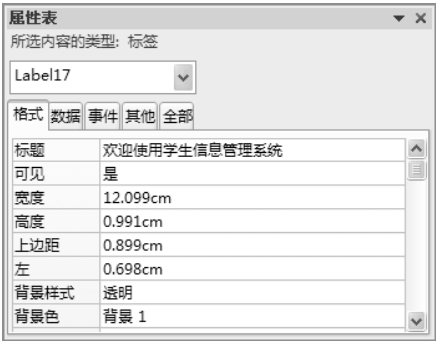 属性表
所选内容的类型: 标签
Label17
格式 数据 事件 其他 全部
标题 欢迎使用学生信息管理系统
可见 是
宽度 12.099cm
高度 0.991cm
上边距 0.899cm
左 0.698cm
背景样式 透明
背景色 背景 1